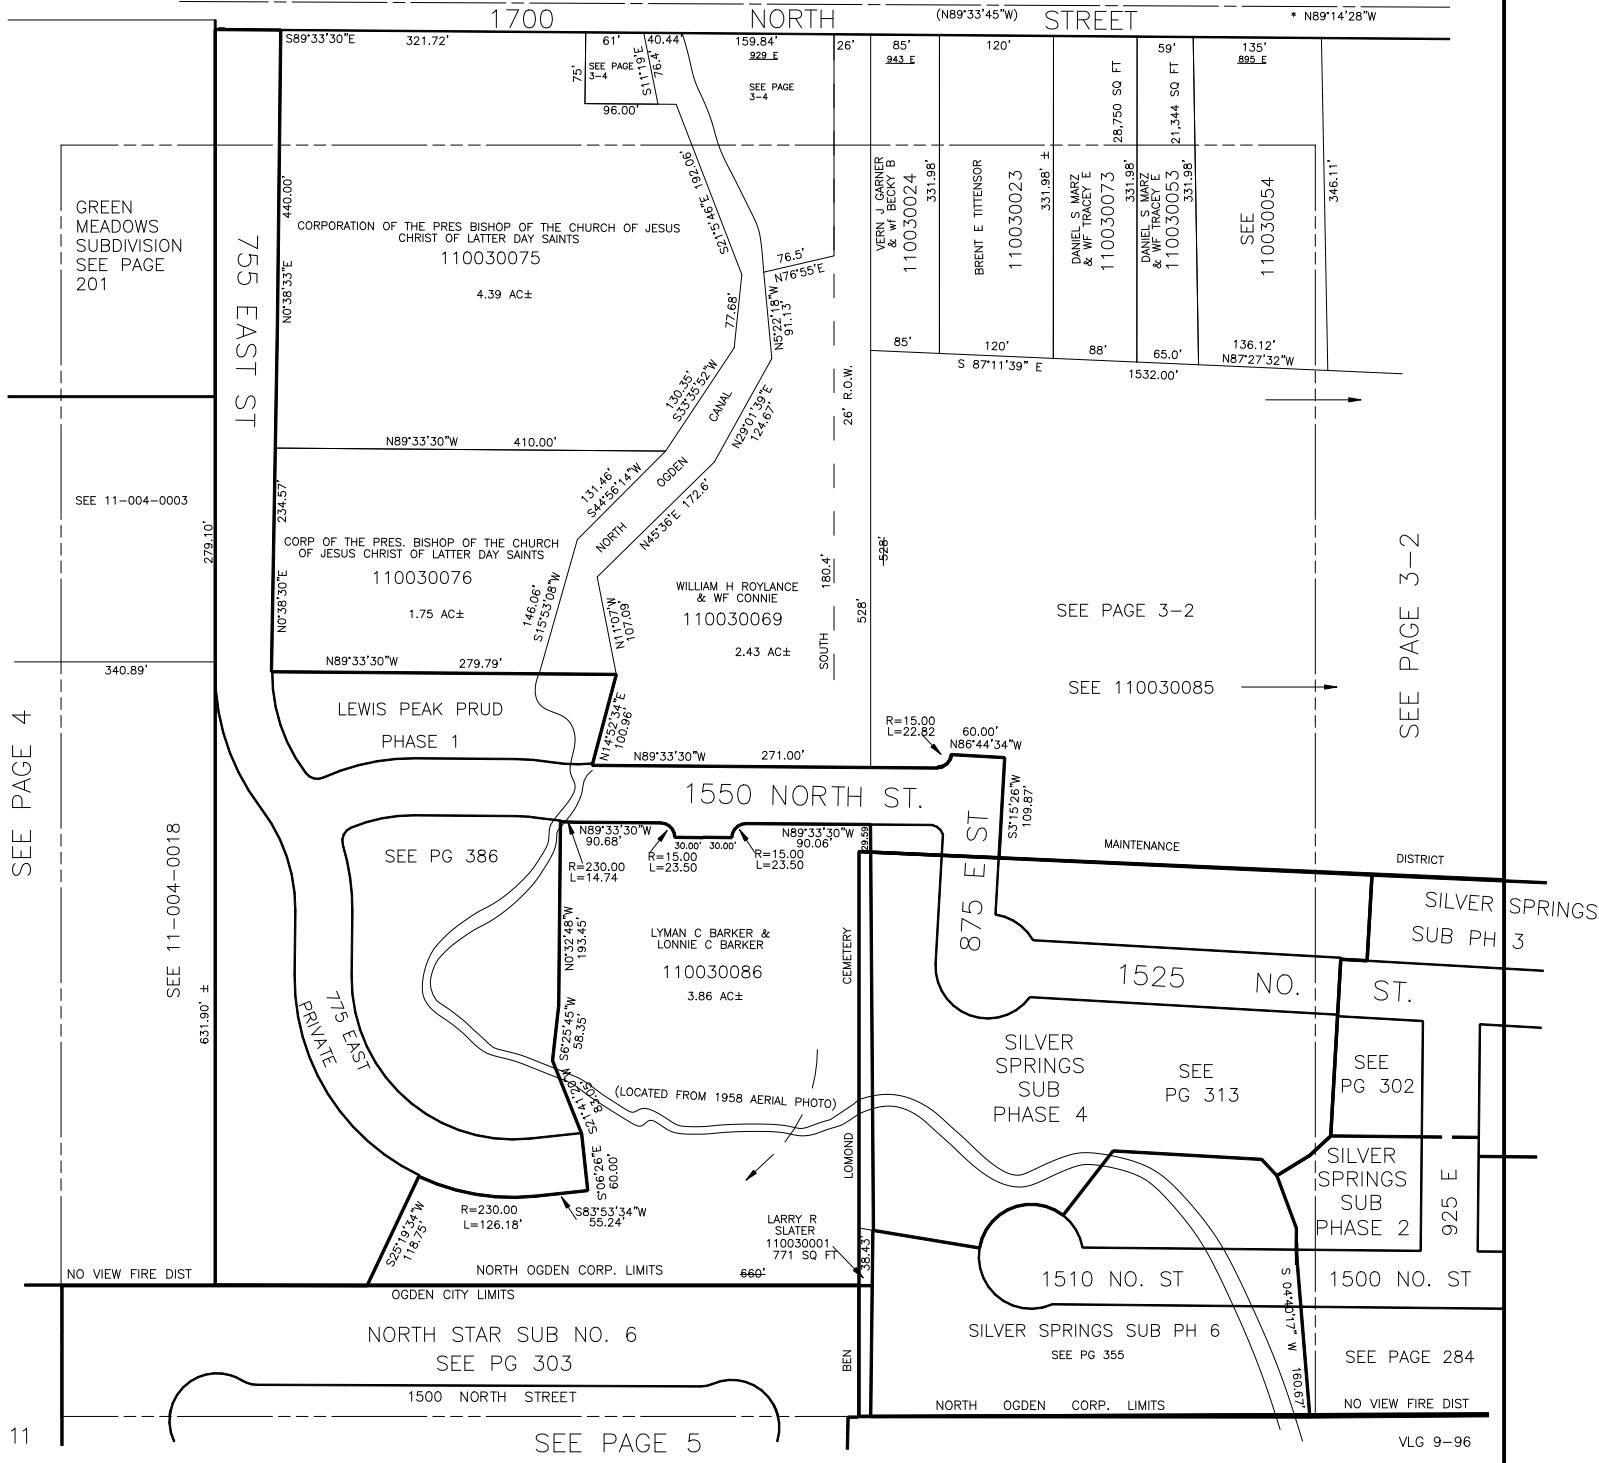 1700 NORTH STREET
(N89°33'45"W)
* N89°14'28"W
S89°33'30"E 321.72'
61'
40.44'
159.84'
929 E
26'
85'
943 E
120'
59'
135'
895 E
75'
SEE PAGE
3-4
S11°19'E
76.4'
SEE PAGE
3-4
96.00'
GREEN
MEADOWS
SUBDIVISION
SEE PAGE
201
755 EAST ST
440.00'
N0°38'33"E
CORPORATION OF THE PRES BISHOP OF THE CHURCH OF JESUS
CHRIST OF LATTER DAY SAINTS
110030075
4.39 AC±
S21°5'46"E 192.06'
76.5'
N76°55'E
77.68'
N5°22'18"W
91.13'
130.35'
S33°35'52"W
N29°01'39"E
124.67'
NORTH OGDEN CANAL
26' R.O.W.
VERN J GARNER
& wf BECKY B
110030024
331.98'
BRENT E TITTENSOR
110030023
331.98' ±
DANIEL S MARZ
& WF TRACEY E
110030073
28,750 SQ FT
331.98'
DANIEL S MARZ
& WF TRACEY E
110030053
21,344 SQ FT
331.98'
SEE
110030054
346.11'
85'
120'
88'
65.0'
136.12'
N87°27'32"W
S 87°11'39" E
1532.00'
N89°33'30"W 410.00'
131.46'
S44°56'14"W
N45°36'E 172.6'
SEE 11-004-0003
279.10'
234.57'
N0°38'30"E
CORP OF THE PRES. BISHOP OF THE CHURCH
OF JESUS CHRIST OF LATTER DAY SAINTS
110030076
1.75 AC±
146.06'
S15°53'08"W
N11°07'W
107.09'
WILLIAM H ROYLANCE
& WF CONNIE
110030069
2.43 AC±
SOUTH 180.4'
528'
528'
SEE PAGE 3-2
SEE 110030085
SEE PAGE 3-2
340.89'
N89°33'30"W 279.79'
LEWIS PEAK PRUD
PHASE 1
N14°52'34"E
100.96'
N89°33'30"W 271.00'
R=15.00
L=22.82
60.00'
N86°44'34"W
S3°15'26"W
109.87'
SEE PAGE 4
SEE 11-004-0018
631.90' ±
1550 NORTH ST.
875 E ST
SEE PG 386
N89°33'30"W
90.68'
R=230.00
L=14.74
R=15.00
L=23.50
30.00' 30.00'
R=15.00
L=23.50
N89°33'30"W
90.06'
29.59
MAINTENANCE DISTRICT
SILVER SPRINGS
SUB PH 3
N0°32'48"W
193.45'
LYMAN C BARKER &
LONNIE C BARKER
110030086
3.86 AC±
BEN LOMOND CEMETERY
1525 NO. ST.
775 EAST
PRIVATE
S6°25'45"W
58.35'
S21°41'20"W
83.05'
(LOCATED FROM 1958 AERIAL PHOTO)
SILVER
SPRINGS
SUB
PHASE 4
SEE
PG 313
SEE
PG 302
S06°26'E
60.00'
SILVER
SPRINGS
SUB
PHASE 2
925 E
R=230.00
L=126.18'
S83°53'34"W
55.24'
S25°19'34"W
118.75'
LARRY R
SLATER
110030001
771 SQ FT
38.43'
NO VIEW FIRE DIST
NORTH OGDEN CORP. LIMITS
660'
OGDEN CITY LIMITS
1510 NO. ST
1500 NO. ST
S 04°40'17" W 160.67'
NORTH STAR SUB NO. 6
SEE PG 303
1500 NORTH STREET
SILVER SPRINGS SUB PH 6
SEE PG 355
SEE PAGE 284
NORTH OGDEN CORP. LIMITS
NO VIEW FIRE DIST
11
SEE PAGE 5
VLG 9-96